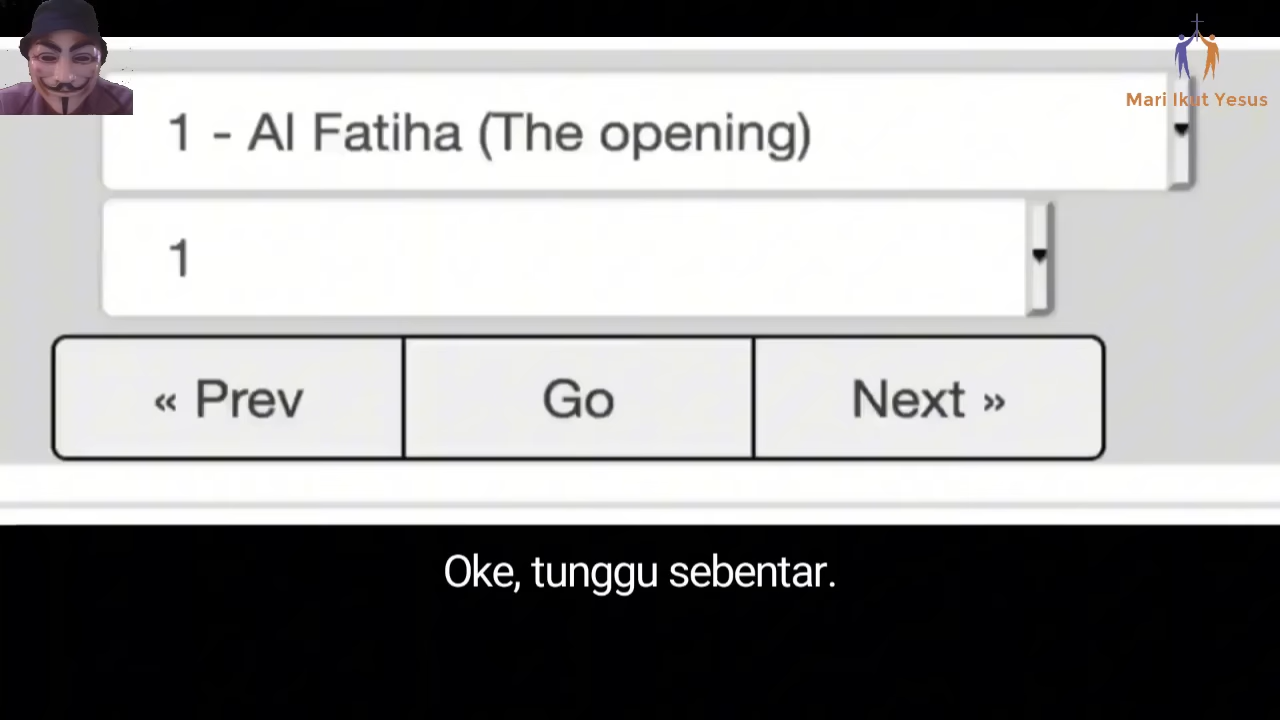 Mari Ikut Yesus
1 - Al Fatiha (The opening)
1
« Prev
Go
Next »
Oke, tunggu sebentar.